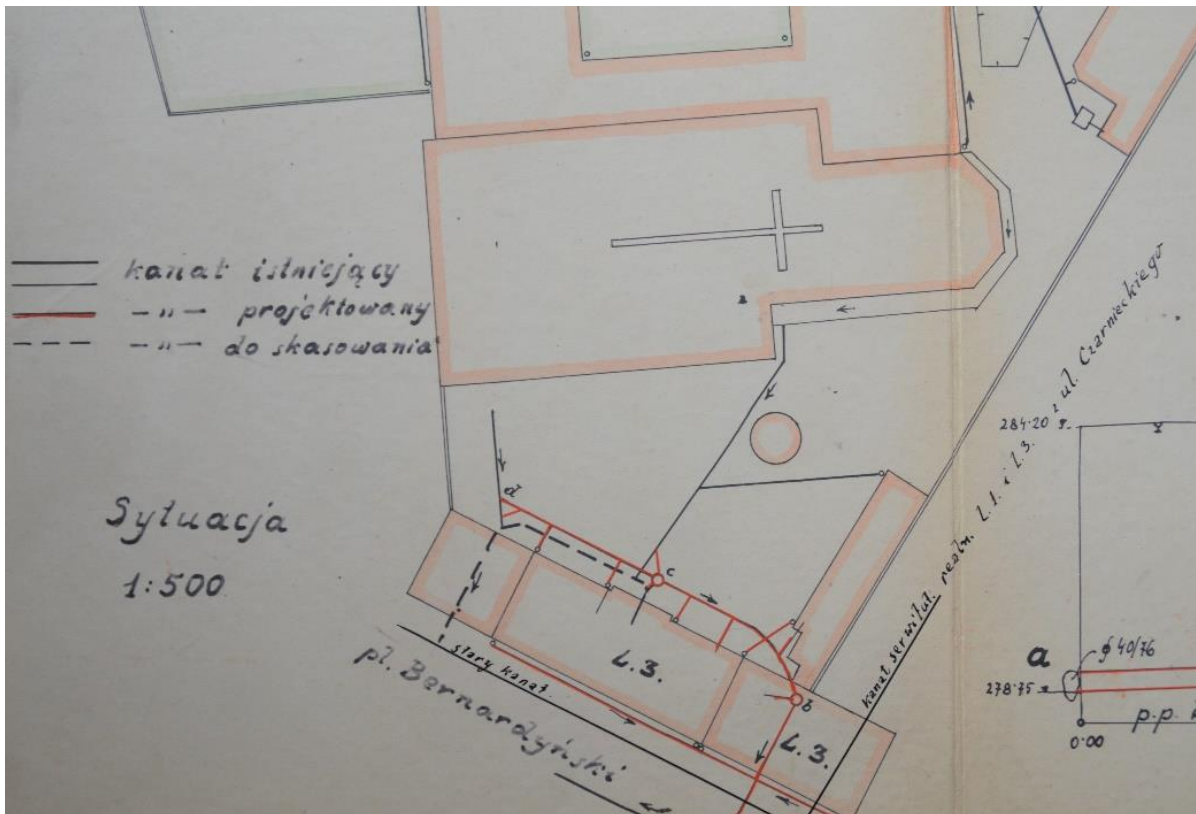 kanał istniejący
-„- projektowany
-„- do skasowania
Sytuacja
1:500
d
c
b
L.3.
L.3.
stary kanał
pl. Bernardyński
kanał serwitut. realn. L.1. i L.3. z ul. Czarnieckiego
284·20
a
ϕ 40/76
278·75
p.p.
0·00